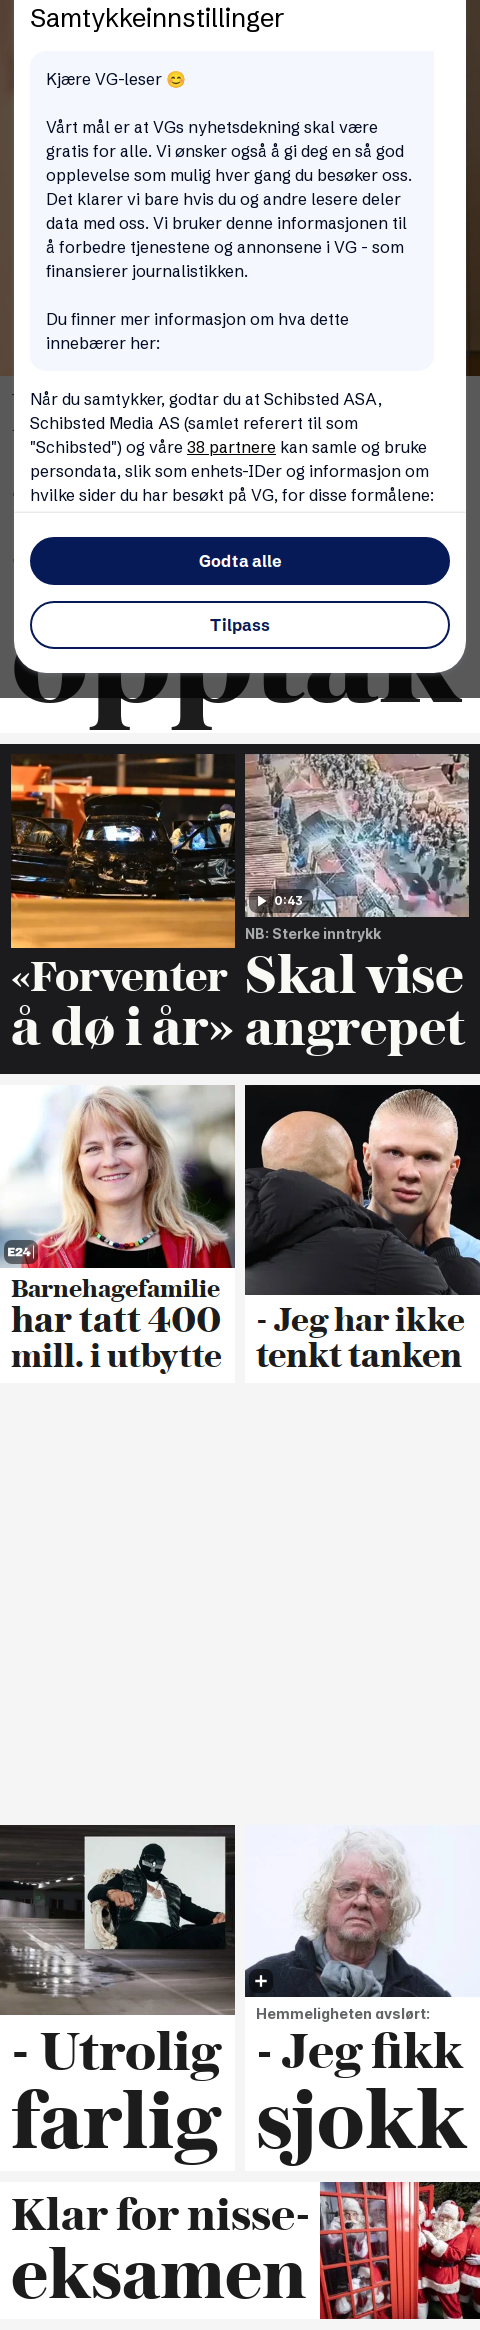 Samtykkeinnstillinger
Kjære VG-leser 😊
Vårt mål er at VGs nyhetsdekning skal være
gratis for alle. Vi ønsker også å gi deg en så god
opplevelse som mulig hver gang du besøker oss.
Det klarer vi bare hvis du og andre lesere deler
data med oss. Vi bruker denne informasjonen til
å forbedre tjenestene og annonsene i VG - som
finansierer journalistikken.
Du finner mer informasjon om hva dette
innebærer her:
Når du samtykker, godtar du at Schibsted ASA,
Schibsted Media AS (samlet referert til som
"Schibsted") og våre 38 partnere kan samle og bruke
persondata, slik som enhets-IDer og informasjon om
hvilke sider du har besøkt på VG, for disse formålene:
Godta alle
Tilpass
opptak
0:43
NB: Sterke inntrykk
«Forventer
å dø i år»
Skal vise
angrepet
E24
Barnehagefamilie
har tatt 400
mill. i utbytte
- Jeg har ikke
tenkt tanken
- Utrolig
farlig
Hemmeligheten avslørt:
- Jeg fikk
sjokk
Klar for nisse-
eksamen